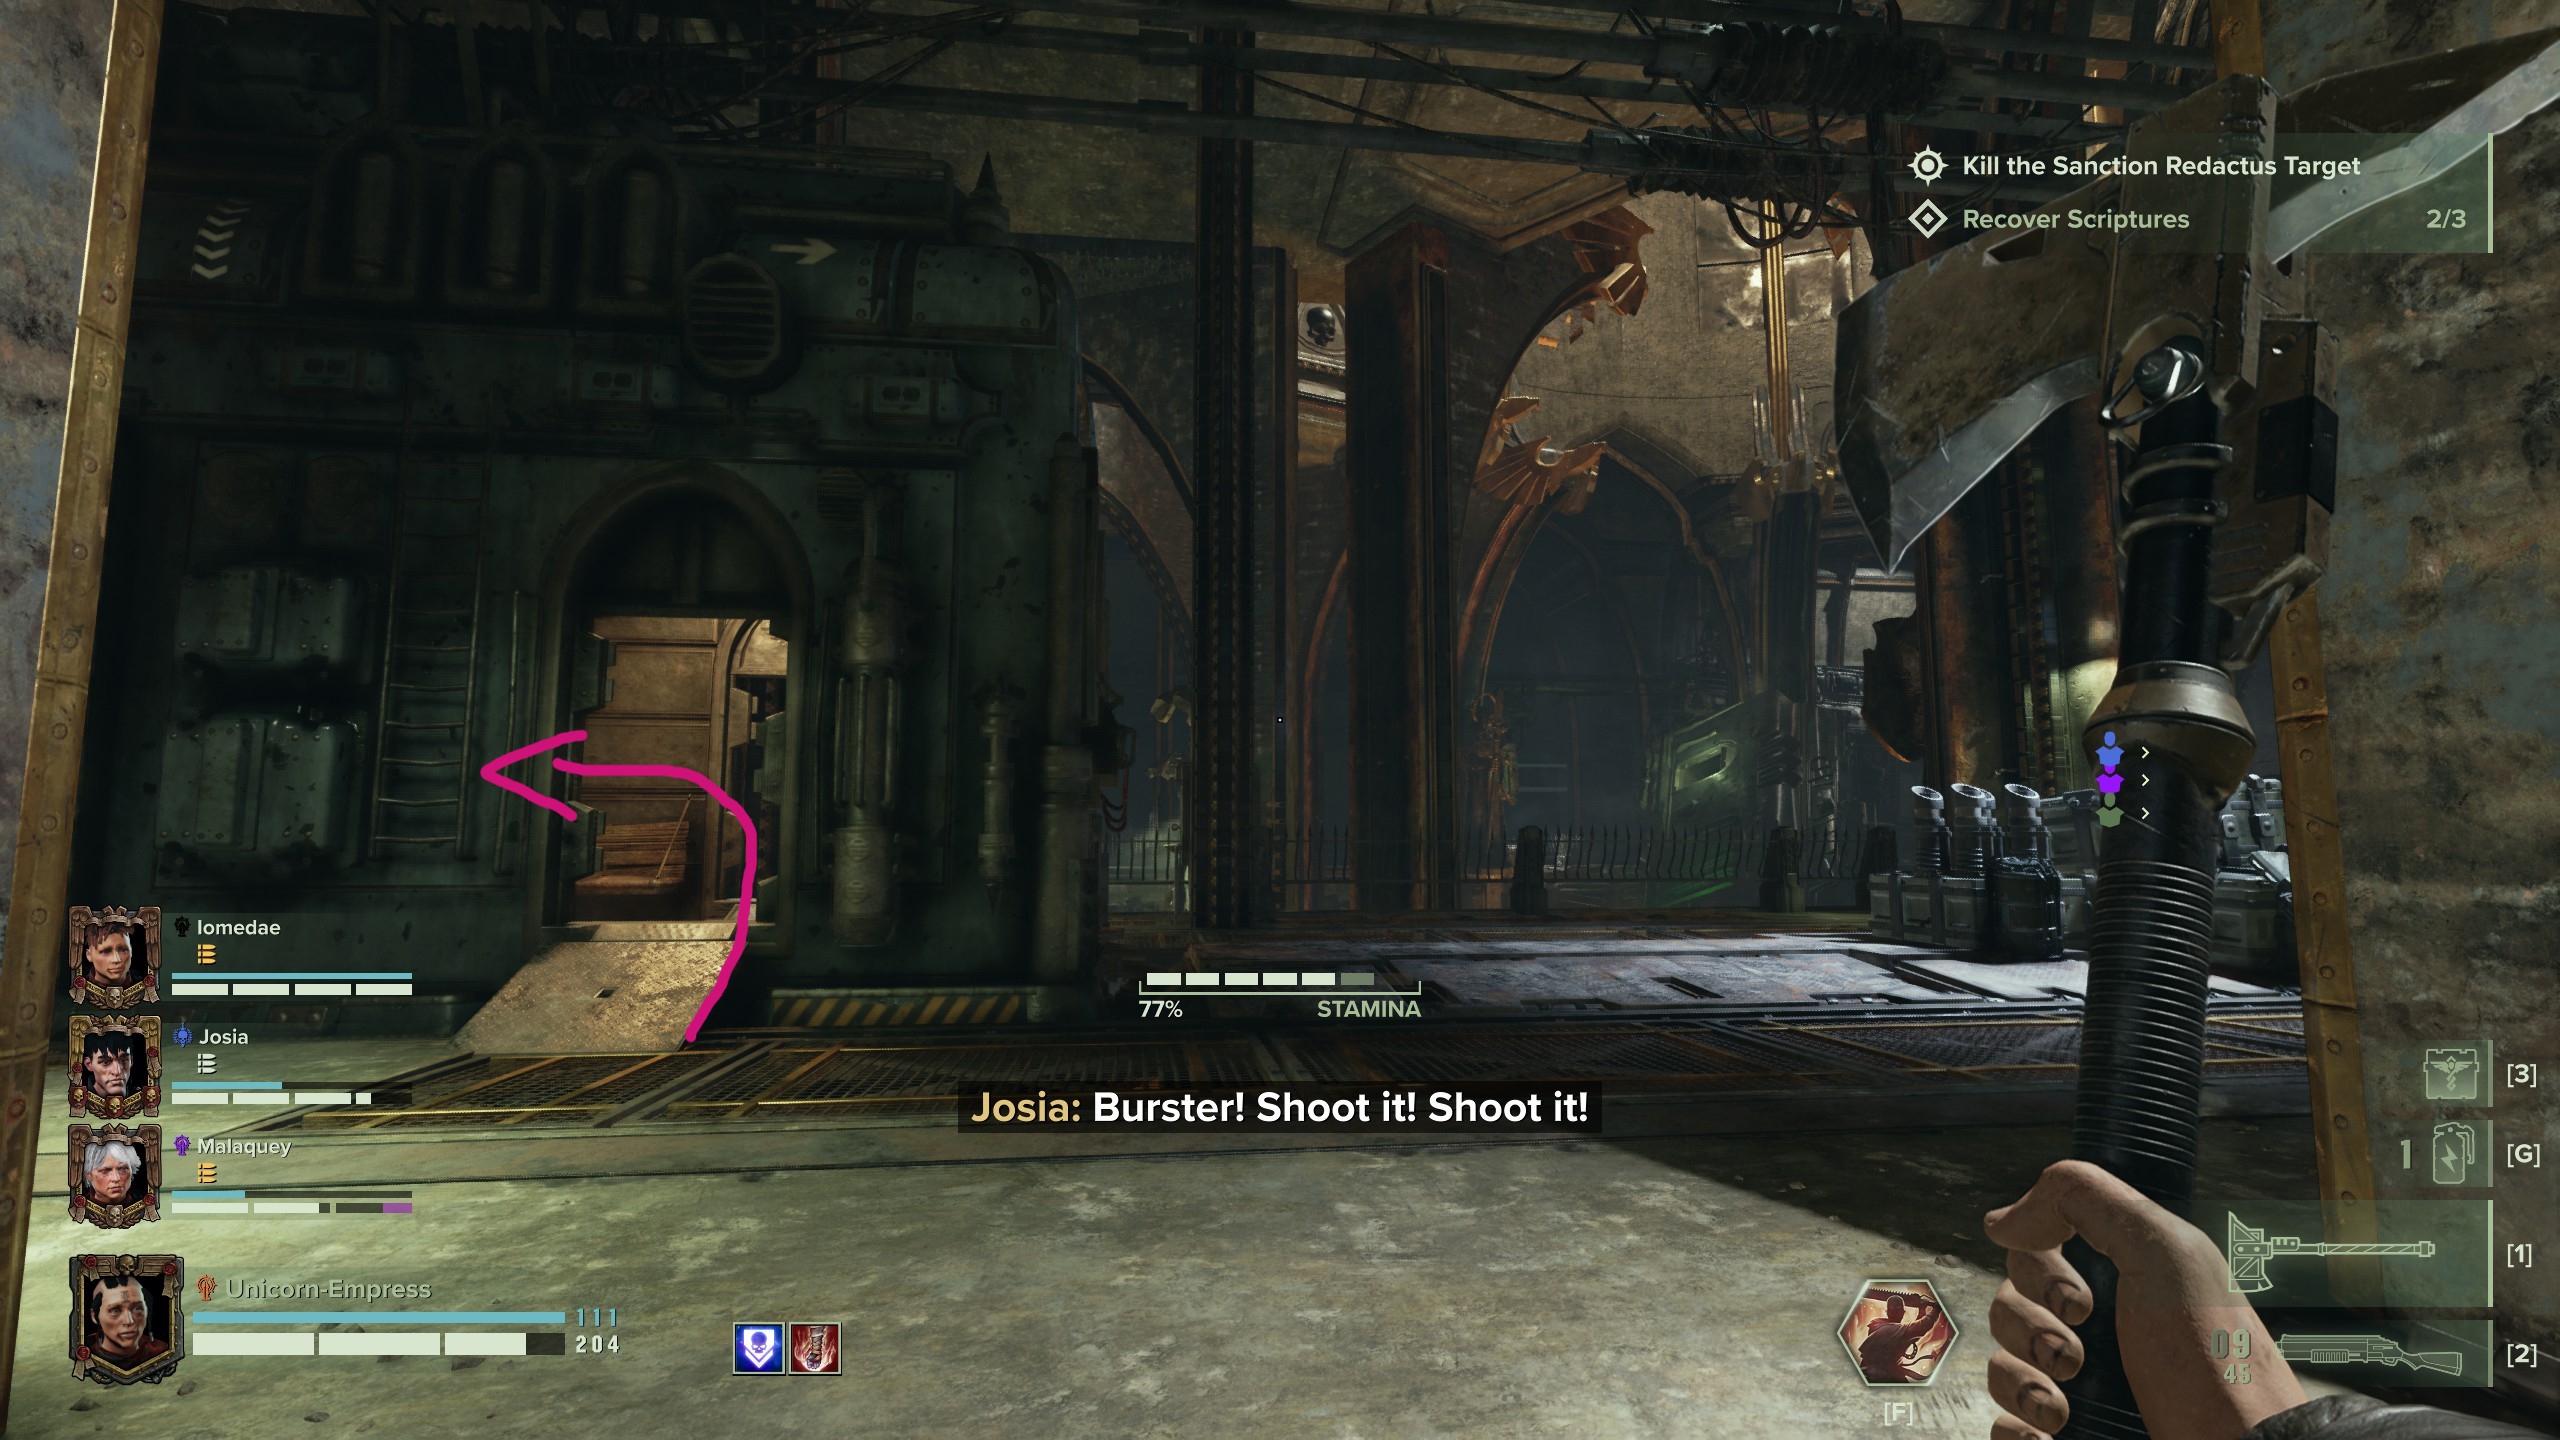 Kill the Sanction Redactus Target
Recover Scriptures 2/3
Iomedae
77% STAMINA
Josia
Josia: Burster! Shoot it! Shoot it!
[3]
Malaquey
1 [G]
Unicorn-Empress
111
204
[1]
09
45
[2]
[F]